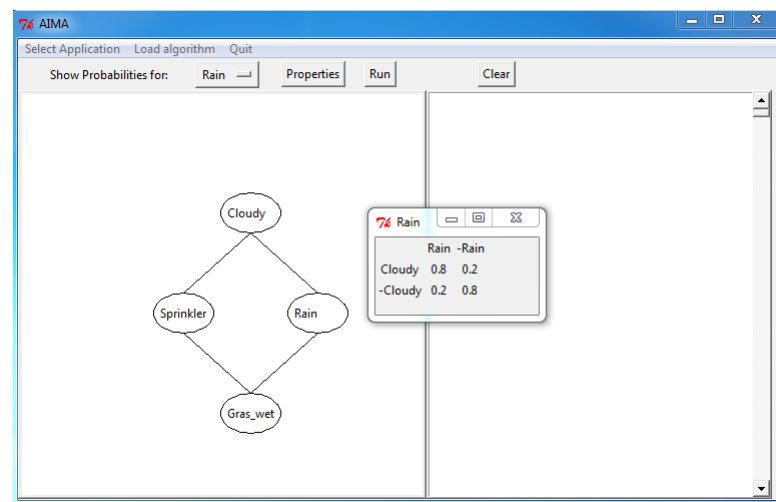 AIMA
Select Application Load algorithm Quit
Show Probabilities for: Rain Properties Run Clear
Cloudy
Rain
Rain -Rain
Cloudy 0.8 0.2
-Cloudy 0.2 0.8
Sprinkler Rain
Gras_wet